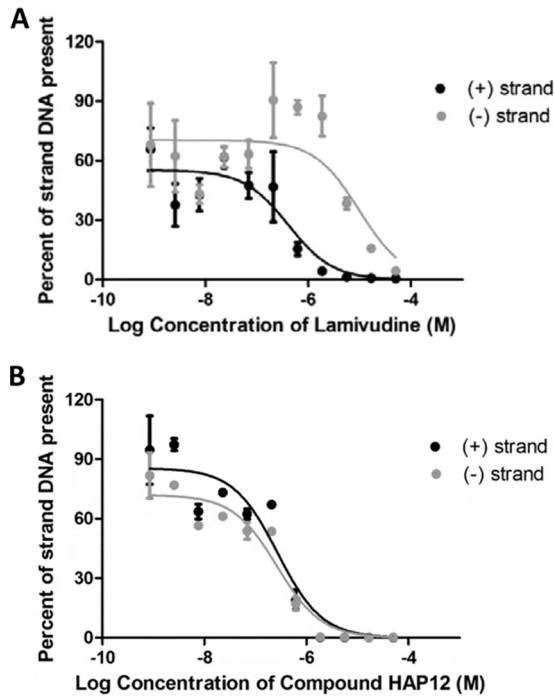 A
Percent of strand DNA present
120
90
60
30
0
-10
-8
-6
-4
Log Concentration of Lamivudine (M)
(+) strand
(-) strand
B
Percent of strand DNA present
120
90
60
30
0
-10
-8
-6
-4
Log Concentration of Compound HAP12 (M)
(+) strand
(-) strand